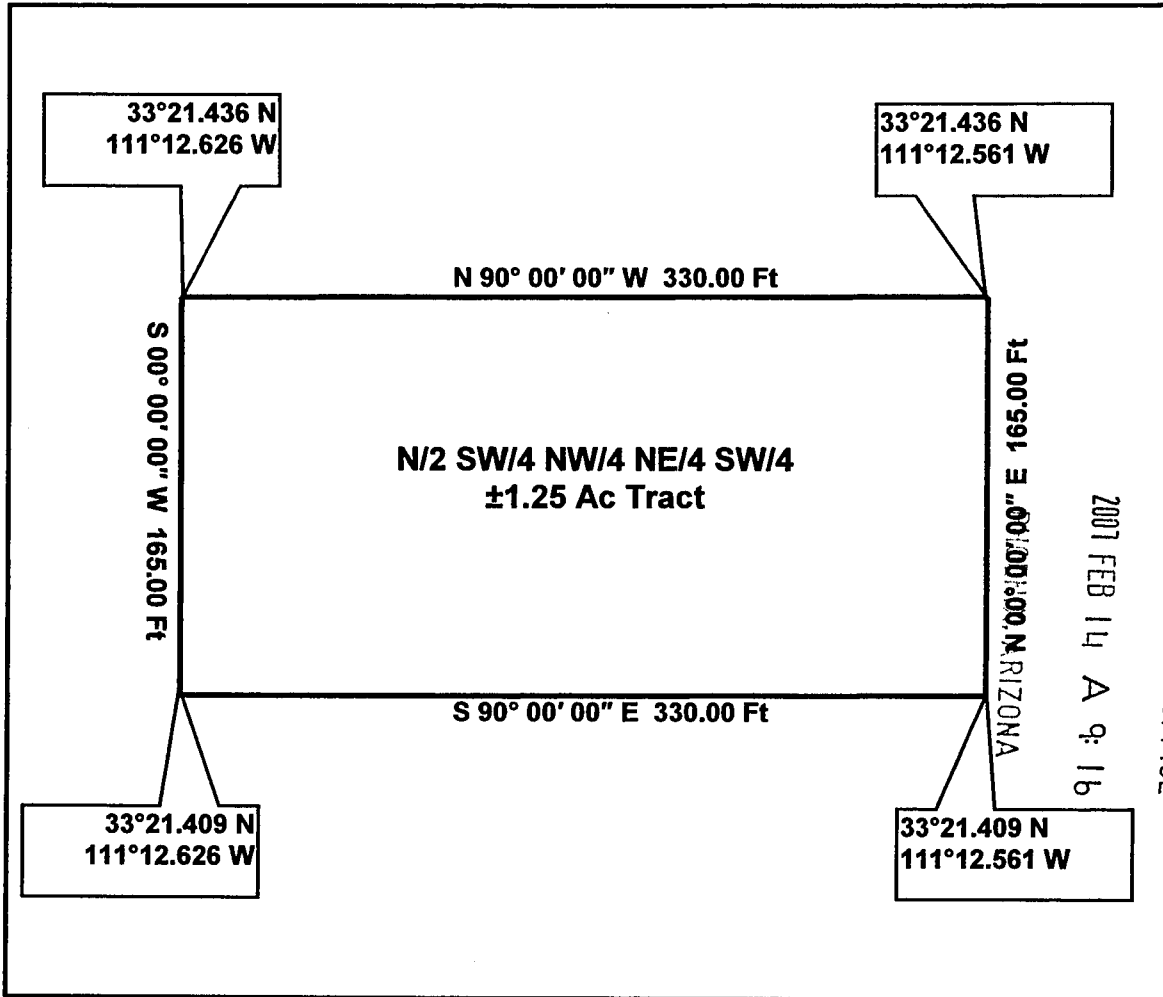 33°21.436 N
111°12.626 W
33°21.436 N
111°12.561 W
N 90° 00' 00" W 330.00 Ft
S 00° 00' 00" W 165.00 Ft
N/2 SW/4 NW/4 NE/4 SW/4
±1.25 Ac Tract
N 00° 00' 00" E 165.00 Ft
ARIZONA
2007 FEB 14 A 9:16
S 90° 00' 00" E 330.00 Ft
33°21.409 N
111°12.626 W
33°21.409 N
111°12.561 W